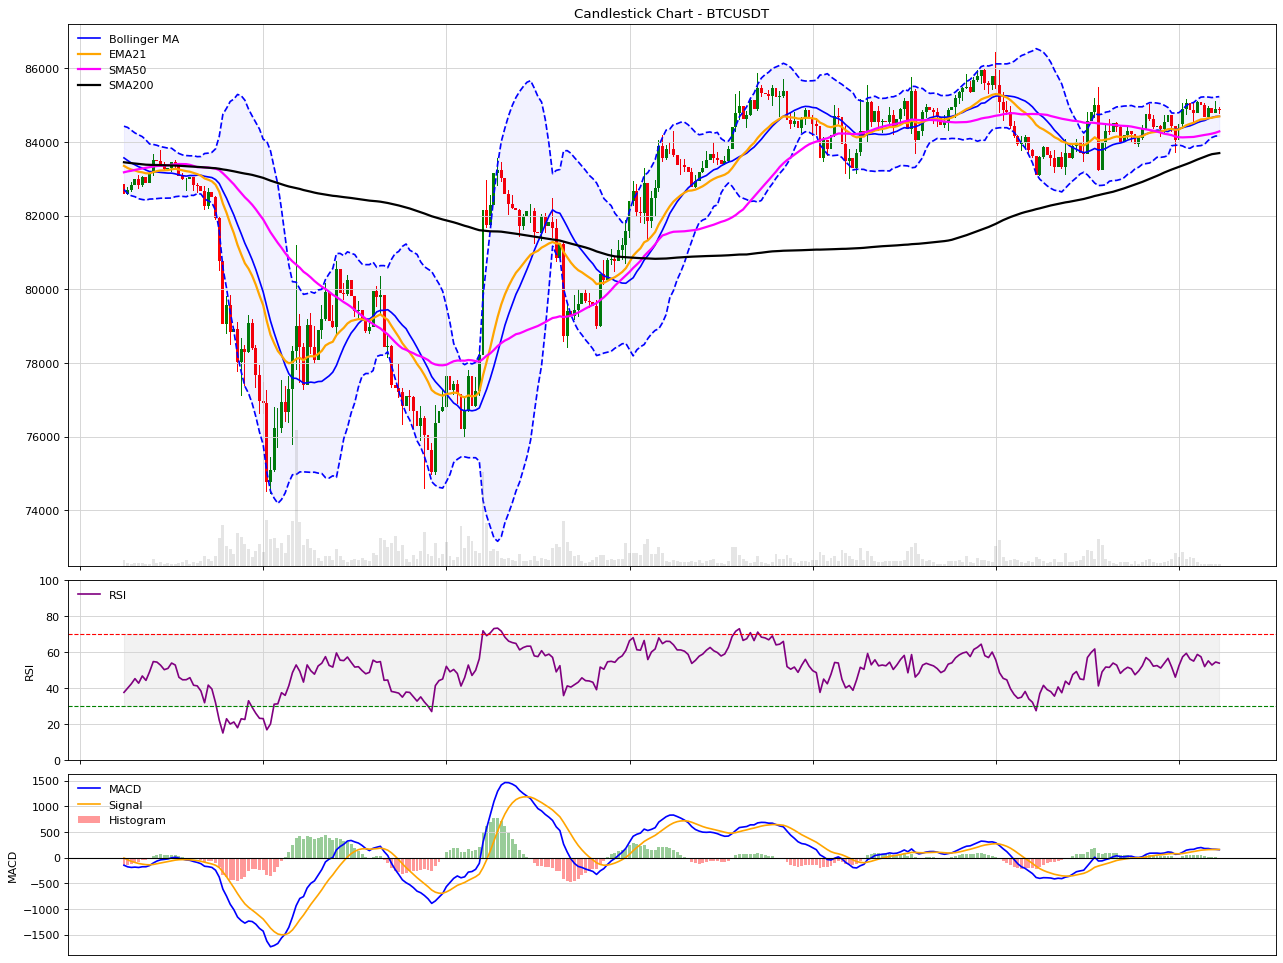 Candlestick Chart - BTCUSDT
Bollinger MA
EMA21
SMA50
SMA200
86000
84000
82000
80000
78000
76000
74000
RSI
RSI
100
80
60
40
20
0
MACD
Signal
Histogram
MACD
1500
1000
500
0
−500
−1000
−1500